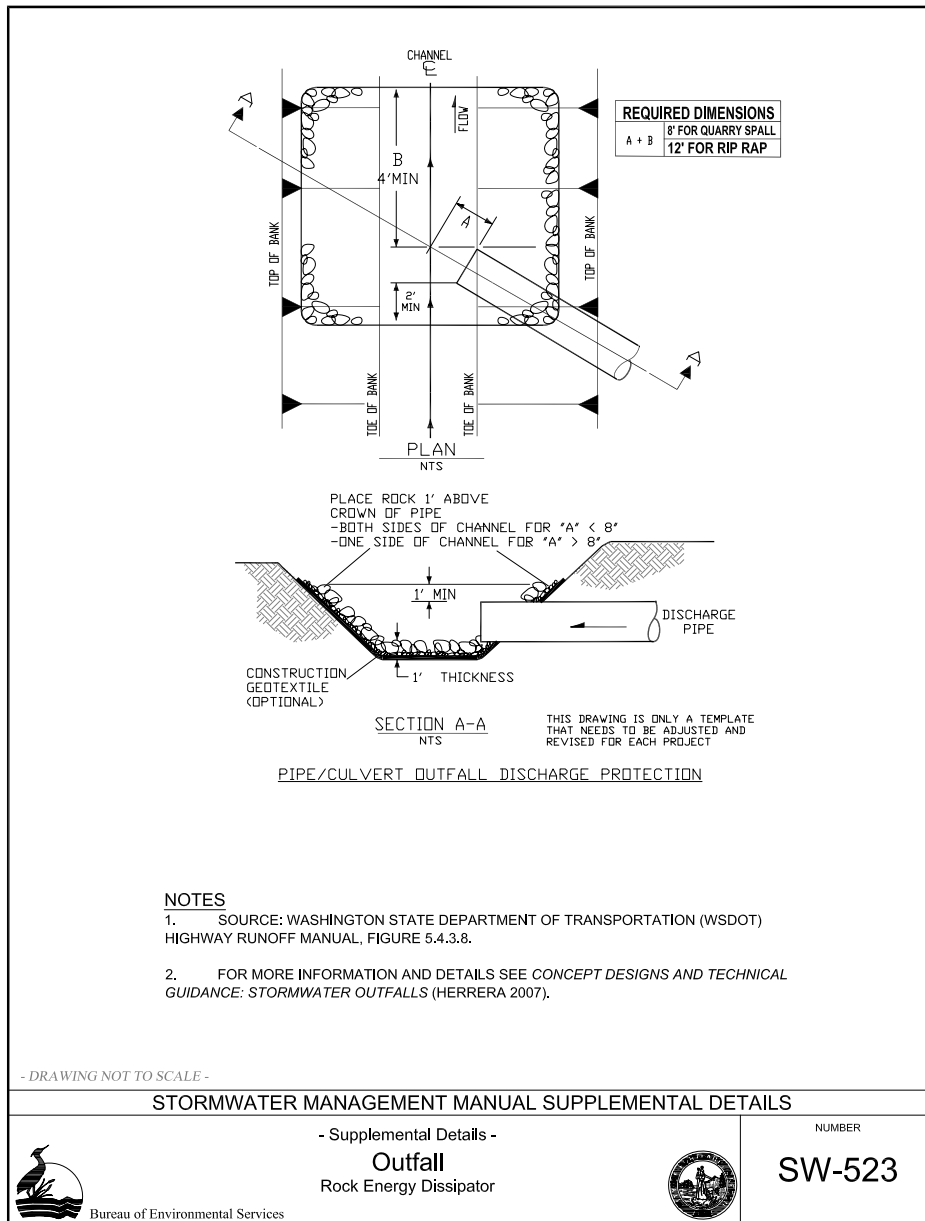 CHANNEL
℄
A
FLOW
REQUIRED DIMENSIONS
A + B
8' FOR QUARRY SPALL
12' FOR RIP RAP
B
4'MIN
A
TOP OF BANK
TOP OF BANK
2'
MIN
A
TOE OF BANK
TOE OF BANK
PLAN
NTS
PLACE ROCK 1' ABOVE
CROWN OF PIPE
-BOTH SIDES OF CHANNEL FOR "A" < 8"
-ONE SIDE OF CHANNEL FOR "A" > 8"
1' MIN
DISCHARGE
PIPE
CONSTRUCTION
GEOTEXTILE
(OPTIONAL)
1' THICKNESS
SECTION A-A
NTS
THIS DRAWING IS ONLY A TEMPLATE
THAT NEEDS TO BE ADJUSTED AND
REVISED FOR EACH PROJECT
PIPE/CULVERT OUTFALL DISCHARGE PROTECTION
NOTES
1. SOURCE: WASHINGTON STATE DEPARTMENT OF TRANSPORTATION (WSDOT)
HIGHWAY RUNOFF MANUAL, FIGURE 5.4.3.8.
2. FOR MORE INFORMATION AND DETAILS SEE CONCEPT DESIGNS AND TECHNICAL
GUIDANCE: STORMWATER OUTFALLS (HERRERA 2007).
- DRAWING NOT TO SCALE -
STORMWATER MANAGEMENT MANUAL SUPPLEMENTAL DETAILS
- Supplemental Details -
Outfall
Rock Energy Dissipator
Bureau of Environmental Services
NUMBER
SW-523